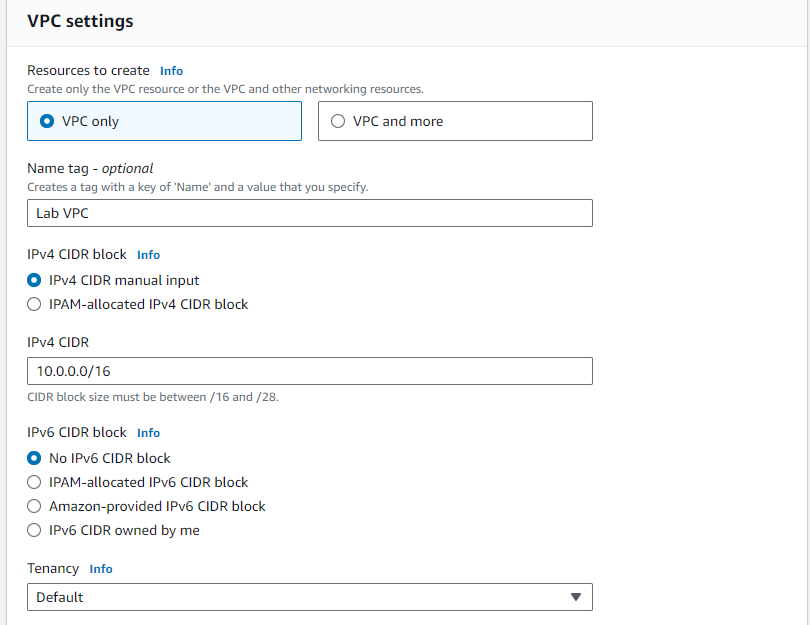 VPC settings
Resources to create Info
Create only the VPC resource or the VPC and other networking resources.
VPC only
VPC and more
Name tag - optional
Creates a tag with a key of 'Name' and a value that you specify.
Lab VPC
IPv4 CIDR block Info
IPv4 CIDR manual input
IPAM-allocated IPv4 CIDR block
IPv4 CIDR
10.0.0.0/16
CIDR block size must be between /16 and /28.
IPv6 CIDR block Info
No IPv6 CIDR block
IPAM-allocated IPv6 CIDR block
Amazon-provided IPv6 CIDR block
IPv6 CIDR owned by me
Tenancy Info
Default